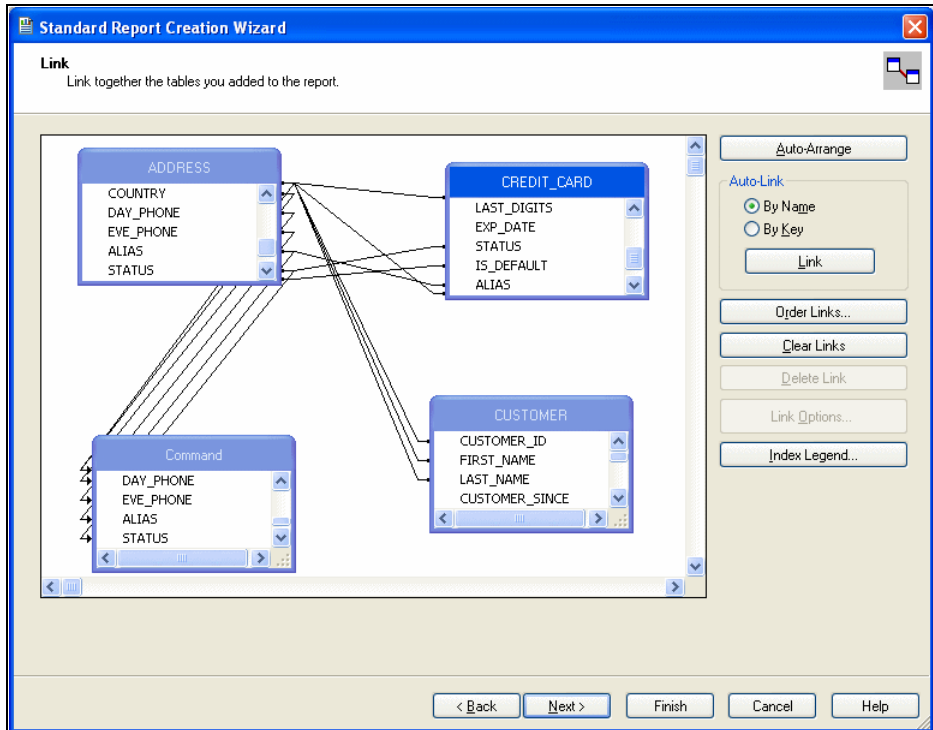 Standard Report Creation Wizard
Link
Link together the tables you added to the report.
ADDRESS
COUNTRY
DAY_PHONE
EVE_PHONE
ALIAS
STATUS
CREDIT_CARD
LAST_DIGITS
EXP_DATE
STATUS
IS_DEFAULT
ALIAS
Command
DAY_PHONE
EVE_PHONE
ALIAS
STATUS
CUSTOMER
CUSTOMER_ID
FIRST_NAME
LAST_NAME
CUSTOMER_SINCE
Auto-Arrange
Auto-Link
By Name
By Key
Link
Order Links...
Clear Links
Delete Link
Link Options...
Index Legend...
< Back
Next >
Finish
Cancel
Help